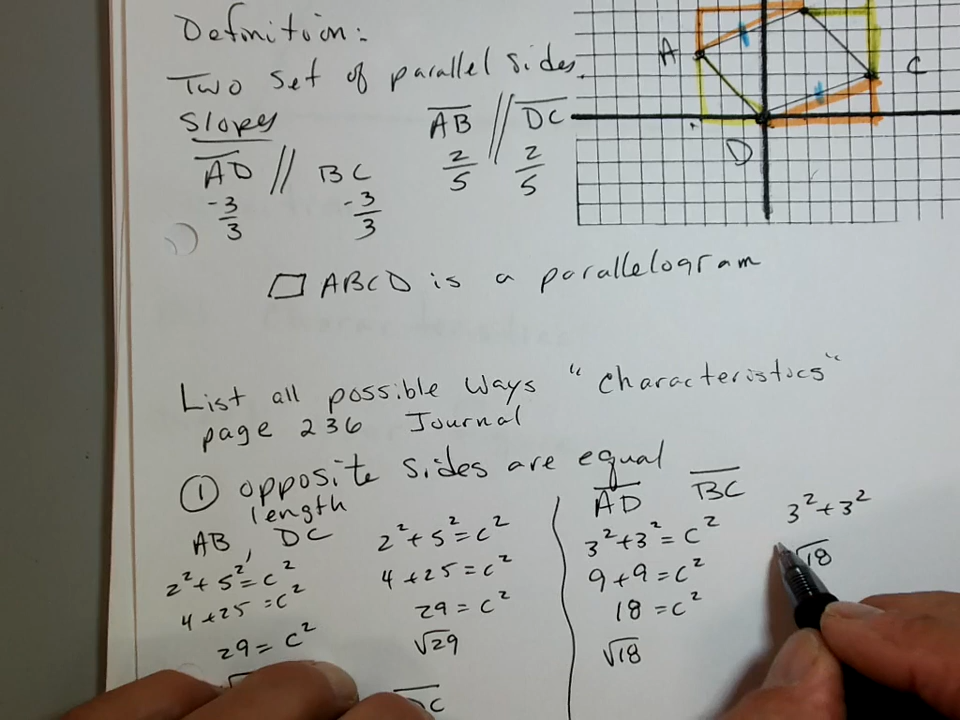 Definition:
Two set of parallel sides.
Slopes
AD // BC
-3/3 -3/3
AB // DC
2/5 2/5
A
C
D
▱ ABCD is a parallelogram
List all possible ways "characteristics"
page 236 Journal
① opposite sides are equal
length
AB, DC
2²+5²=c²
4+25=c²
29=c²
2²+5²=c²
4+25=c²
29=c²
√29
AD BC
3²+3²=c²
9+9=c²
18=c²
√18
3²+3²
√18